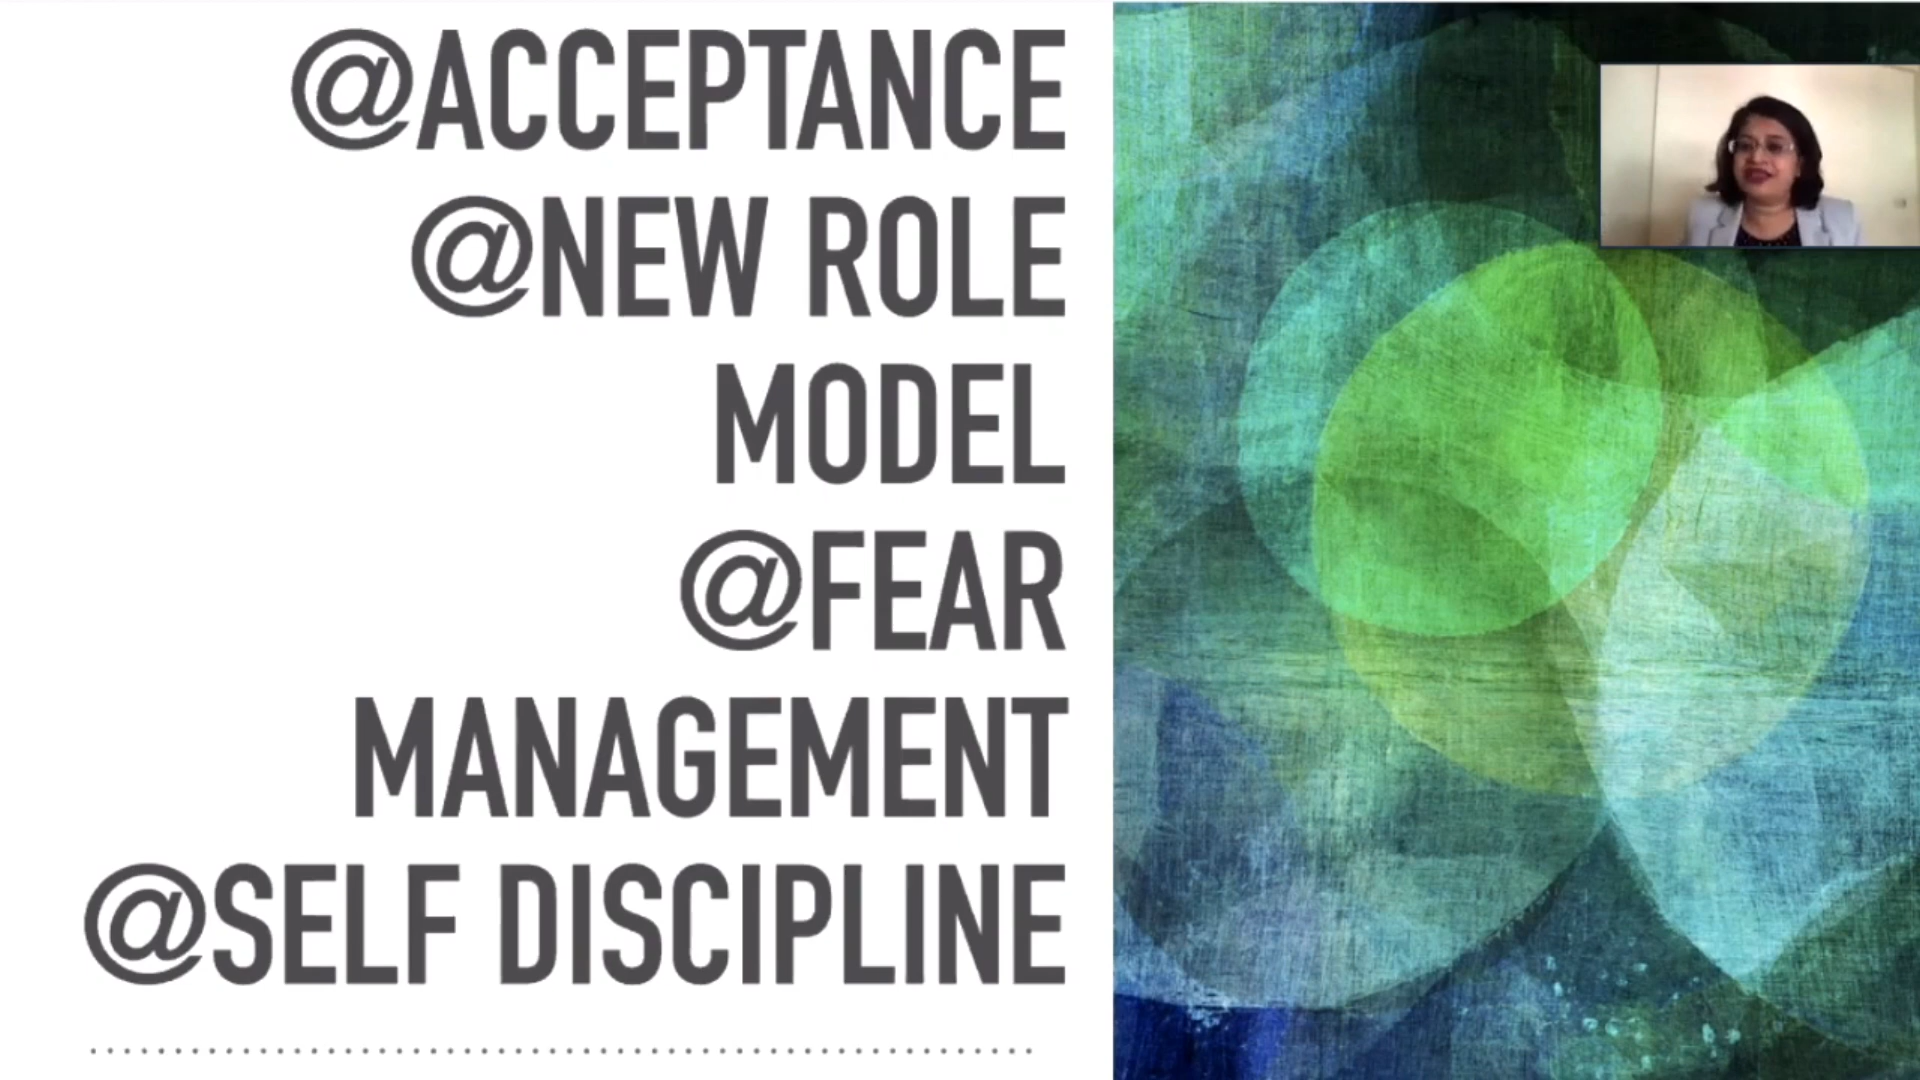 @ACCEPTANCE
@NEW ROLE
MODEL
@FEAR
MANAGEMENT
@SELF DISCIPLINE